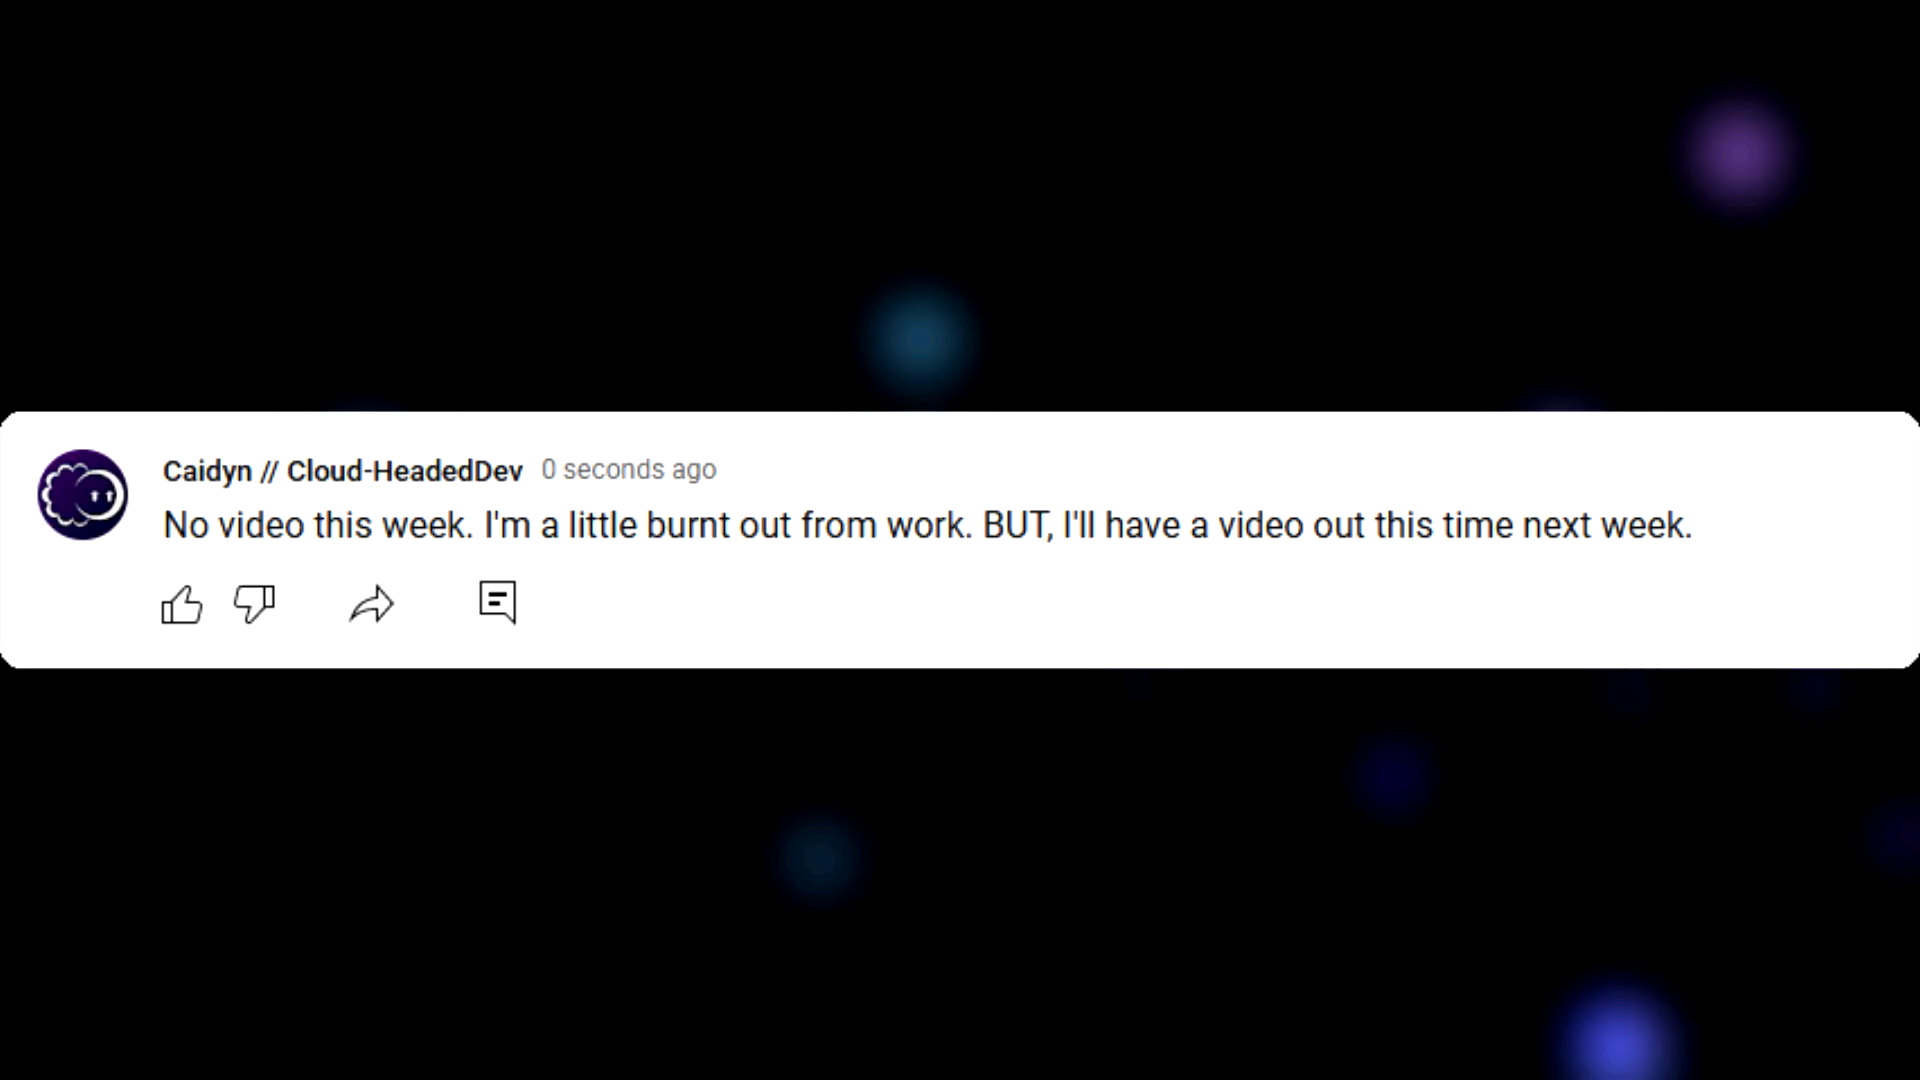 Caidyn // Cloud-HeadedDev 0 seconds ago
No video this week. I'm a little burnt out from work. BUT, I'll have a video out this time next week.